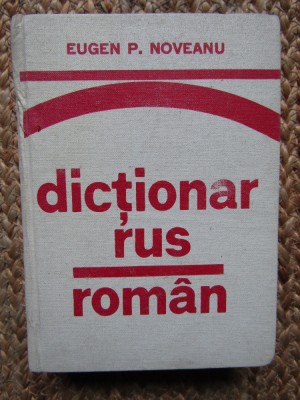 EUGEN P. NOVEANU
dicționar
rus
român